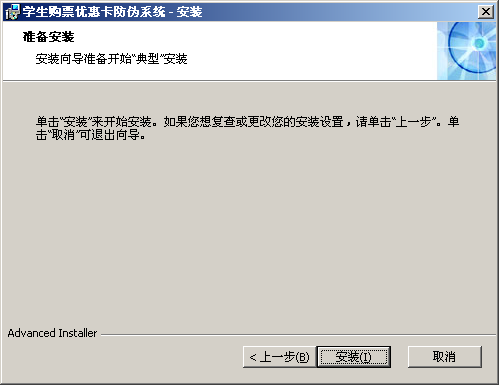 学生购票优惠卡防伪系统 - 安装
准备安装
安装向导准备开始“典型”安装
单击“安装”来开始安装。如果您想复查或更改您的安装设置，请单击“上一步”。单
击“取消”可退出向导。
Advanced Installer
< 上一步(B)
安装(I)
取消